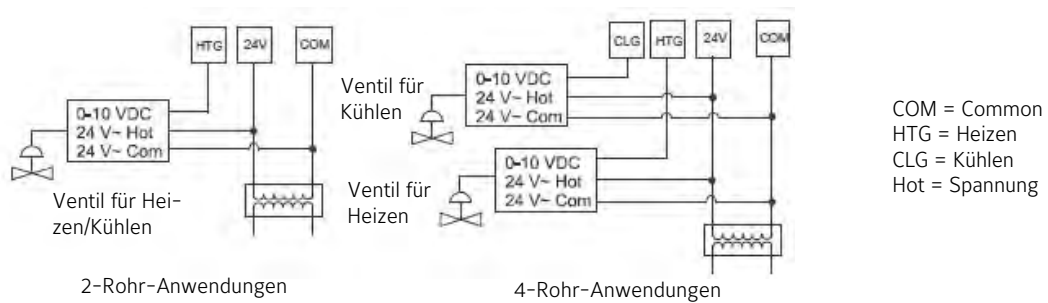 HTG 24V COM
0-10 VDC
24 V~ Hot
24 V~ Com
Ventil für Hei-
zen/Kühlen
2-Rohr-Anwendungen
CLG HTG 24V COM
Ventil für
Kühlen
0-10 VDC
24 V~ Hot
24 V~ Com
Ventil für
Heizen
0-10 VDC
24 V~ Hot
24 V~ Com
4-Rohr-Anwendungen
COM = Common
HTG = Heizen
CLG = Kühlen
Hot = Spannung